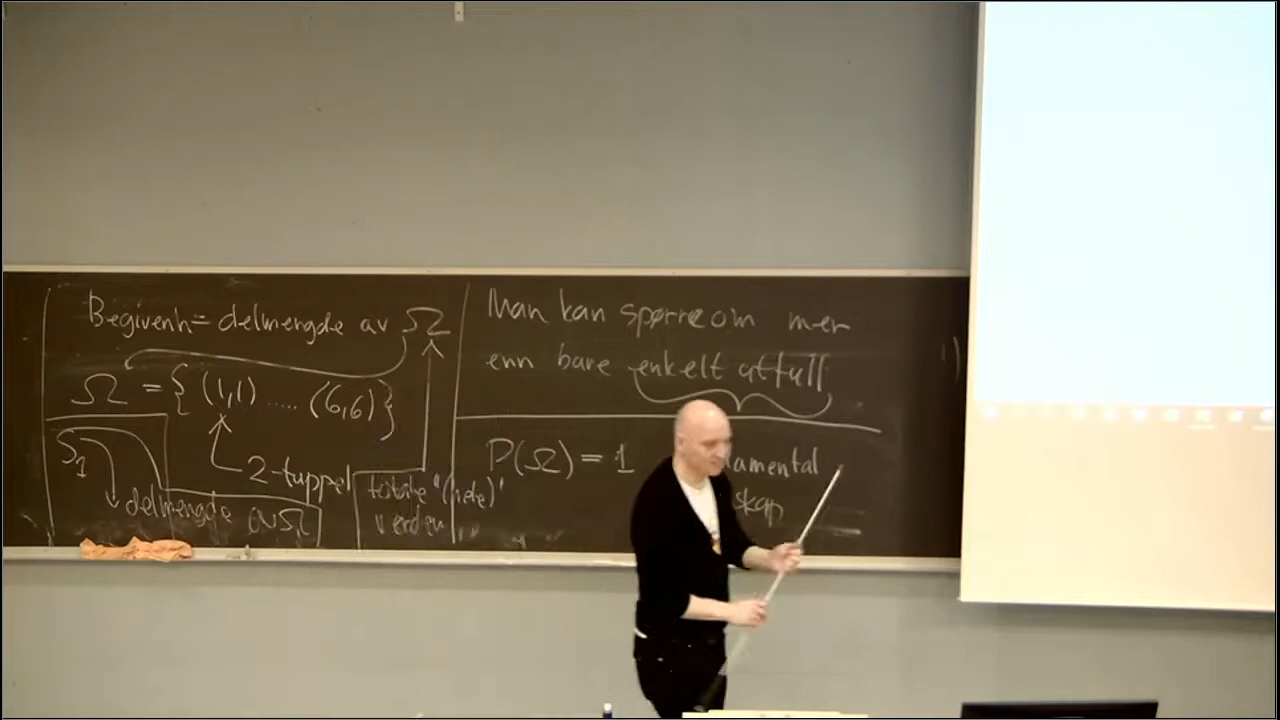 Begivenh = delmengde av Ω
Ω = {(1,1) ..... (6,6)}
S₁
2-tuppel
delmengde av Ω
totale "(hele)"
verden
Man kan spørre om mer
enn bare enkelt utfall
P(Ω) = 1
amental
skap